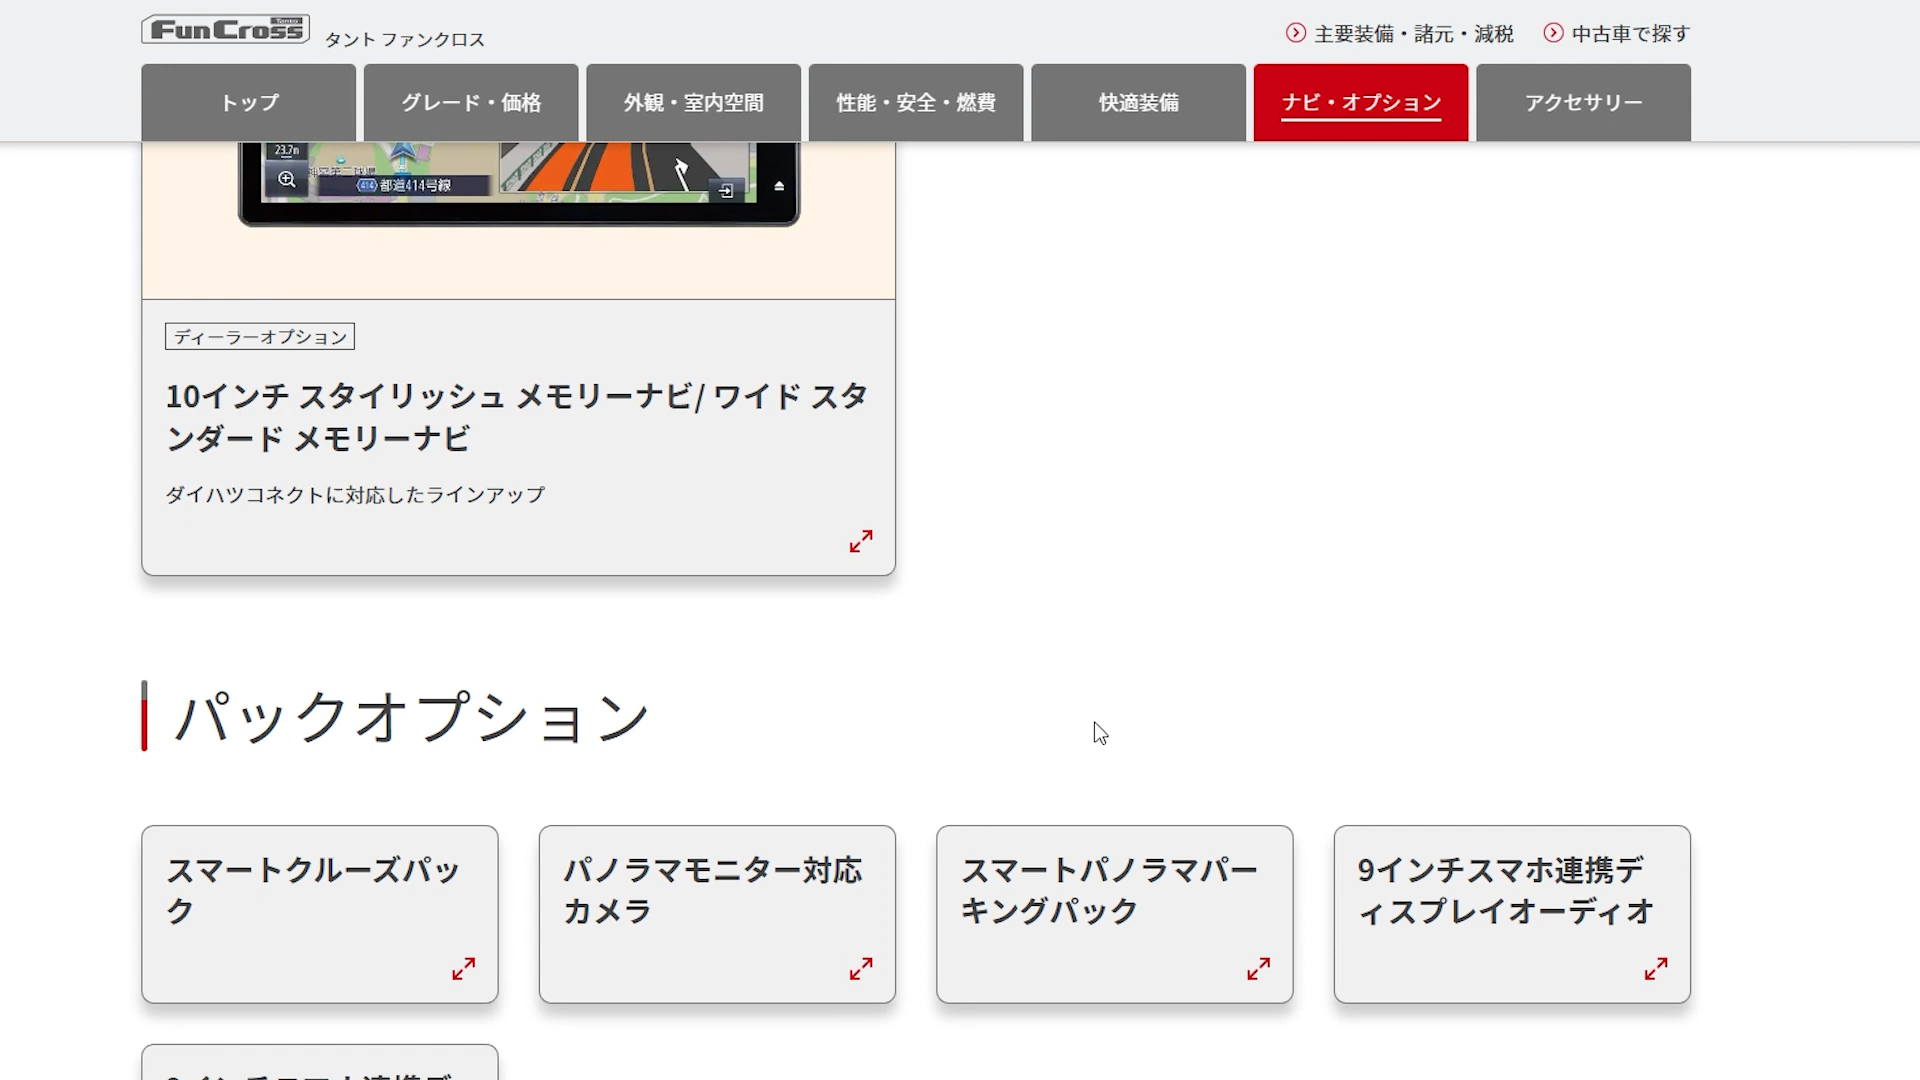 FunCross Tanto
タント ファンクロス
主要装備・諸元・減税
中古車で探す
トップ
グレード・価格
外観・室内空間
性能・安全・燃費
快適装備
ナビ・オプション
アクセサリー
23.7m
414 都道414号線
ディーラーオプション
10インチ スタイリッシュ メモリーナビ/ ワイド スタ
ンダード メモリーナビ
ダイハツコネクトに対応したラインアップ
パックオプション
スマートクルーズパッ
ク
パノラマモニター対応
カメラ
スマートパノラマパー
キングパック
9インチスマホ連携デ
ィスプレイオーディオ